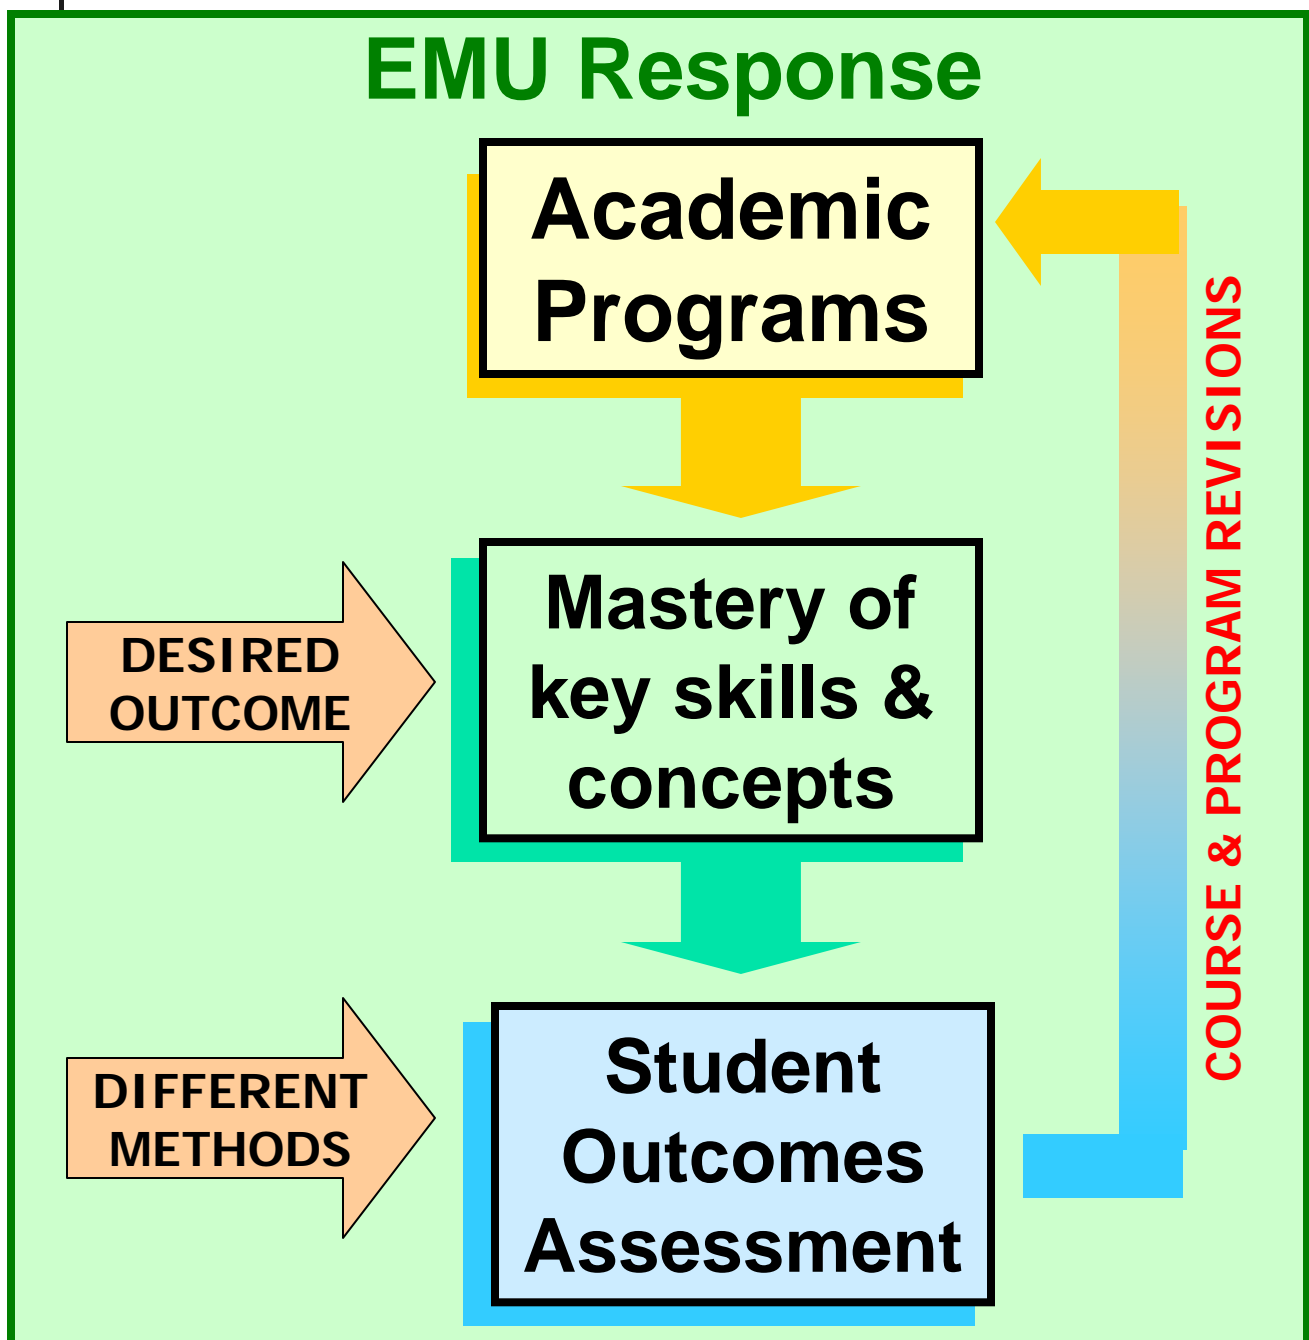 EMU Response
Academic
Programs
DESIRED
OUTCOME
Mastery of
key skills &
concepts
DIFFERENT
METHODS
Student
Outcomes
Assessment
COURSE & PROGRAM REVISIONS